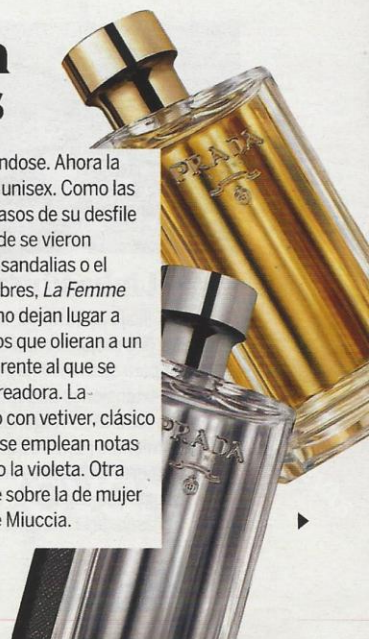 ndose. Ahora la
unisex. Como las
asos de su desfile
de se vieron
sandalias o el
bres, La Femme
no dejan lugar a
os que olieran a un
rente al que se
readora. La
o con vetiver, clásico
se emplean notas
o la violeta. Otra
e sobre la de mujer
e Miuccia.
PRADA
PRADA